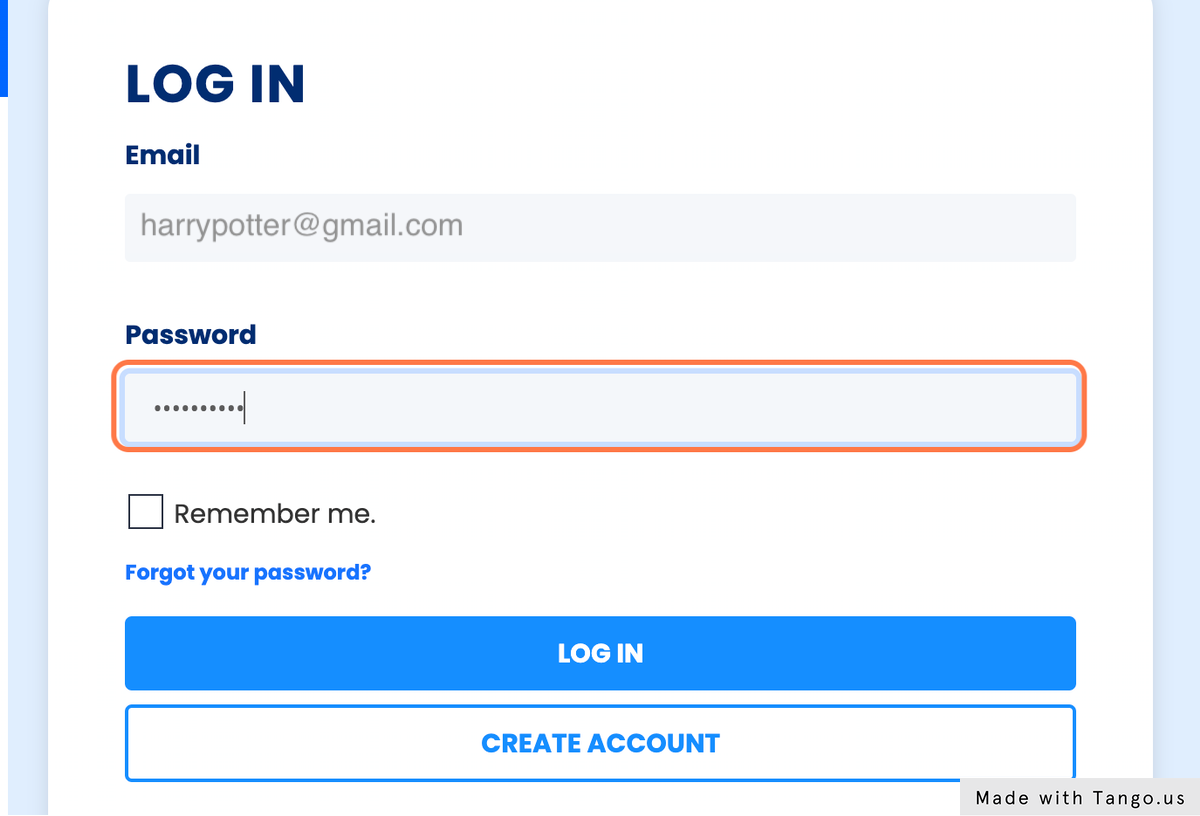 LOG IN
Email
harrypotter@gmail.com
Password
••••••••••
Remember me.
Forgot your password?
LOG IN
CREATE ACCOUNT
Made with Tango.us